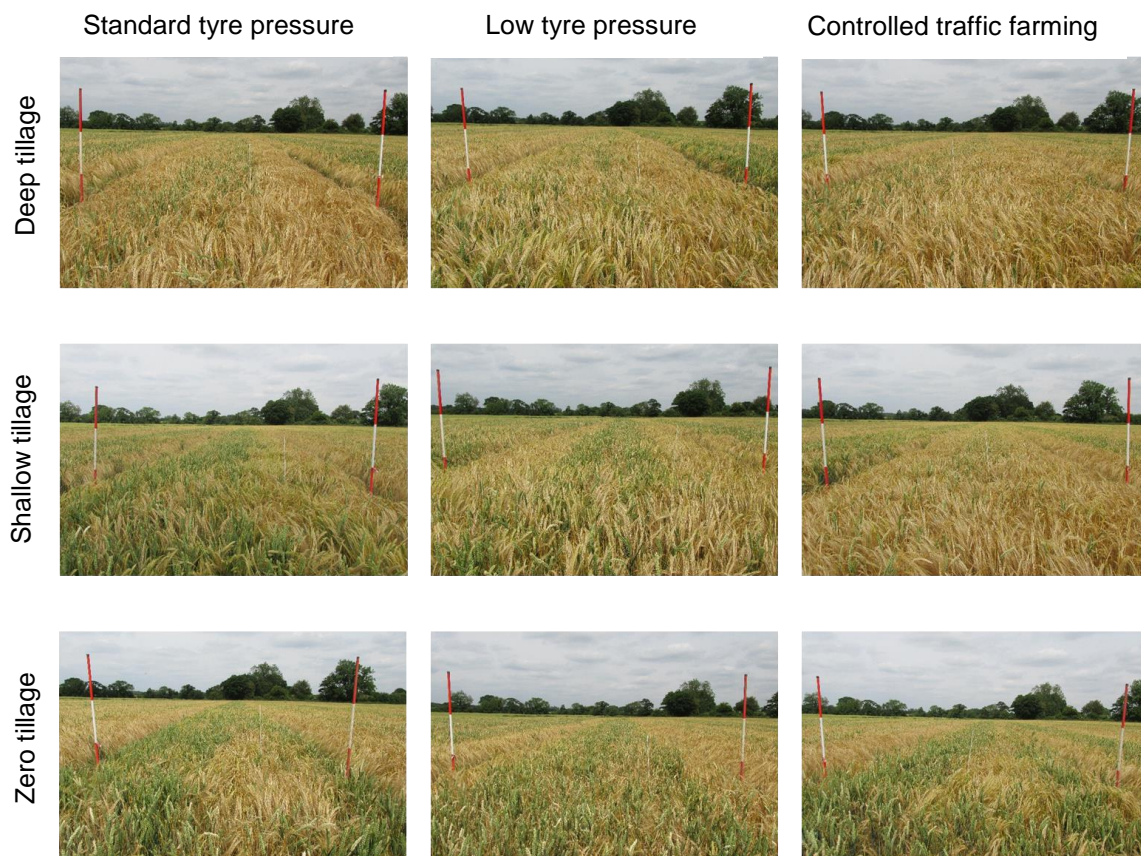 Standard tyre pressure
Low tyre pressure
Controlled traffic farming
Deep tillage
Shallow tillage
Zero tillage